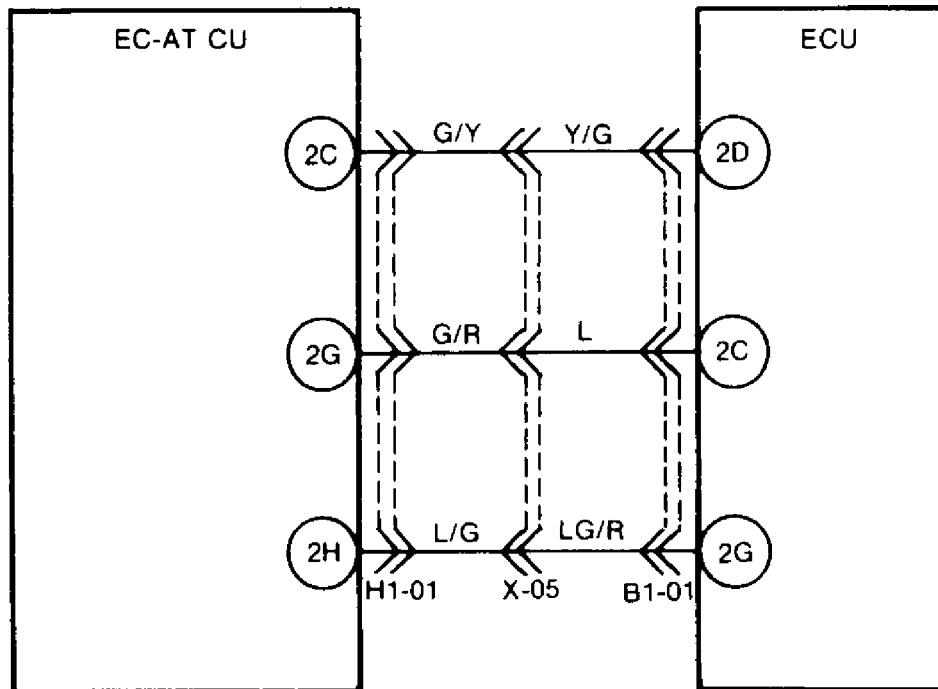 EC-AT CU ECU
2C G/Y Y/G 2D
2G G/R L 2C
2H L/G LG/R 2G
H1-01 X-05 B1-01